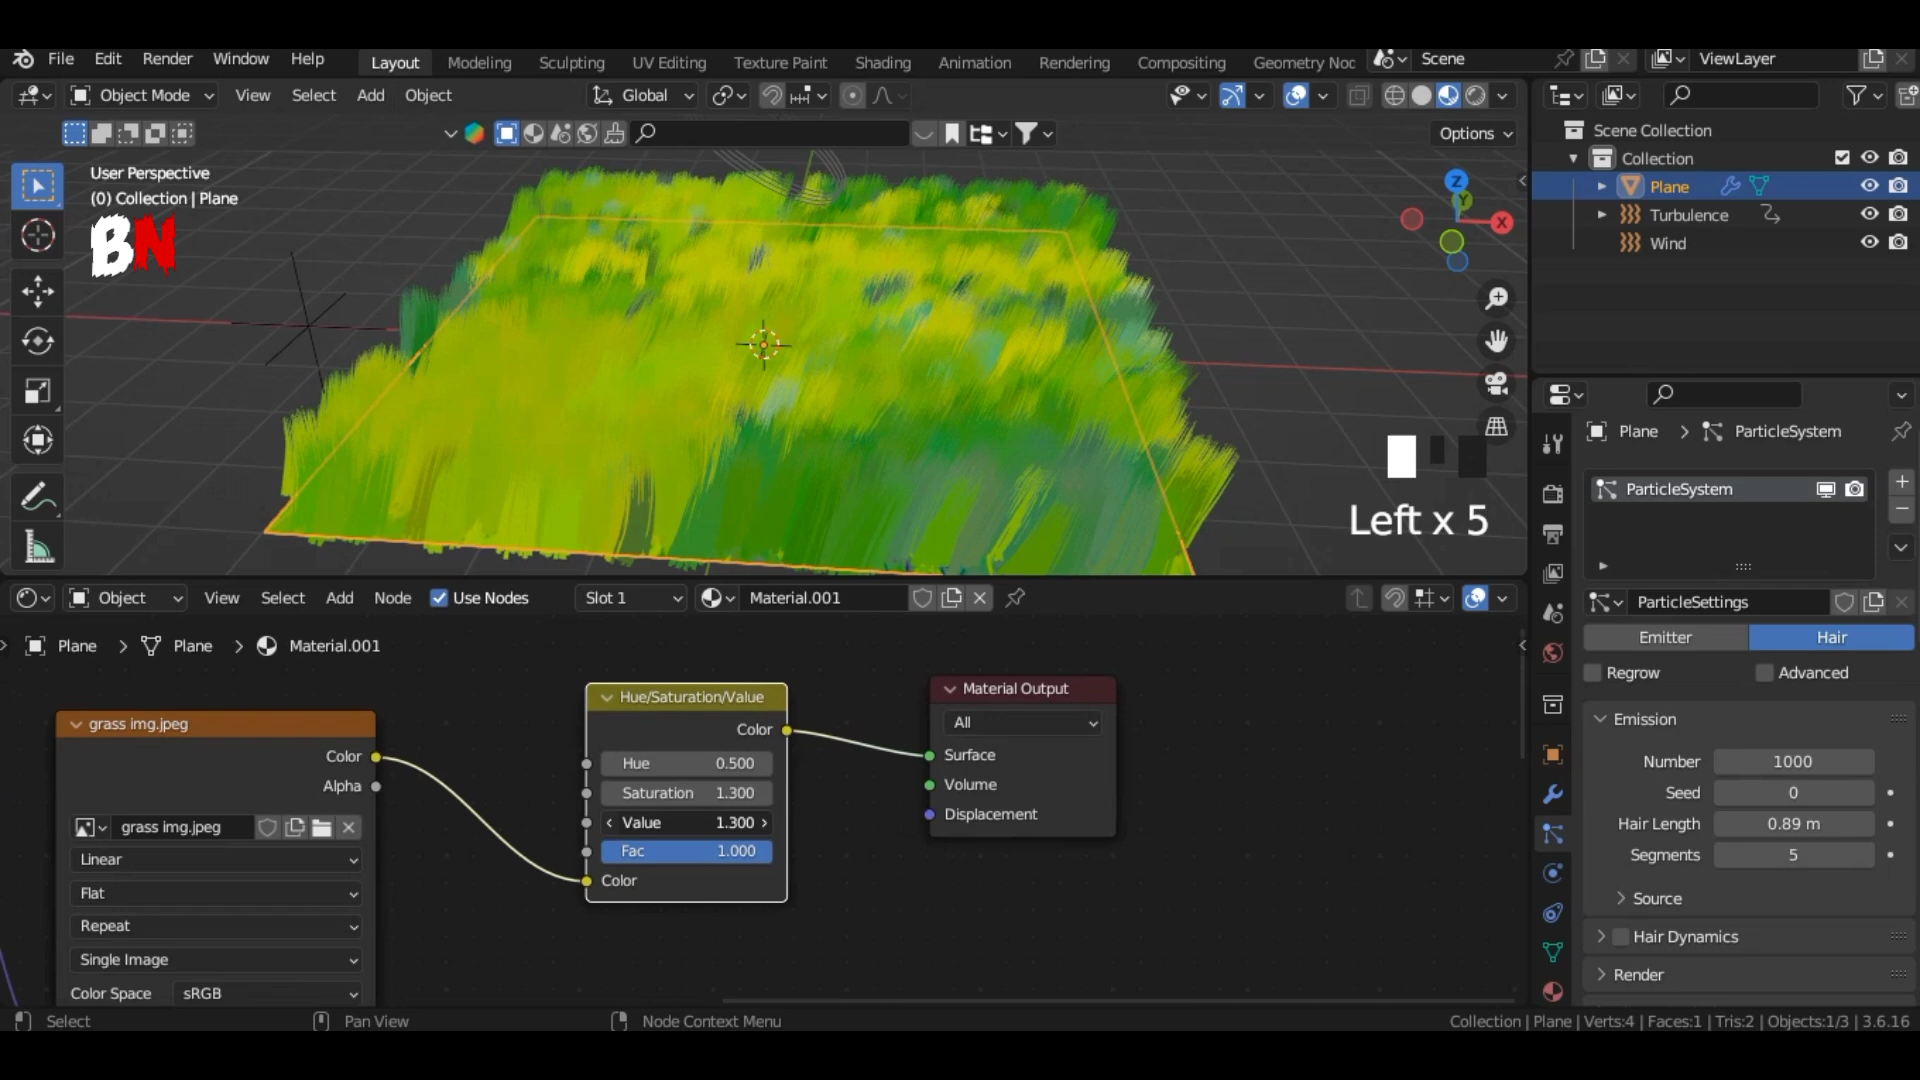 File Edit Render Window Help Layout Modeling Sculpting UV Editing Texture Paint Shading Animation Rendering Compositing Geometry Noc Scene ViewLayer
Object Mode View Select Add Object Global
Options
User Perspective
(0) Collection | Plane
BN
Z
Y
X
Left x 5
Scene Collection
Collection
Plane
Turbulence
Wind
Plane > ParticleSystem
ParticleSystem
ParticleSettings
Emitter Hair
Regrow Advanced
Emission
Number 1000
Seed 0
Hair Length 0.89 m
Segments 5
Source
Hair Dynamics
Render
Object View Select Add Node Use Nodes Slot 1 Material.001
Plane > Plane > Material.001
grass img.jpeg
Color
Alpha
grass img.jpeg
Linear
Flat
Repeat
Single Image
Color Space sRGB
Hue/Saturation/Value
Color
Hue 0.500
Saturation 1.300
Value 1.300
Fac 1.000
Color
Material Output
All
Surface
Volume
Displacement
Select Pan View Node Context Menu Collection | Plane | Verts:4 | Faces:1 | Tris:2 | Objects:1/3 | 3.6.16